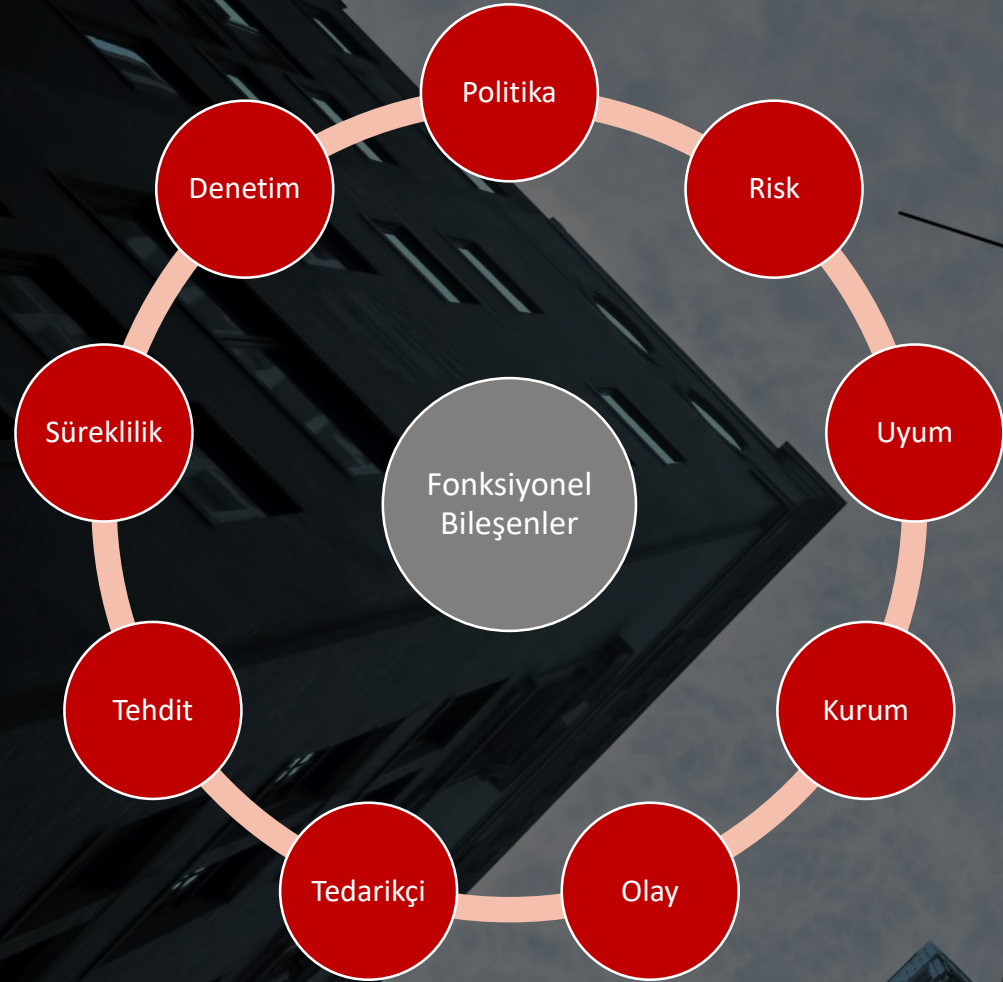 Politika
Risk
Uyum
Kurum
Olay
Tedarikçi
Tehdit
Süreklilik
Denetim
Fonksiyonel
Bileşenler